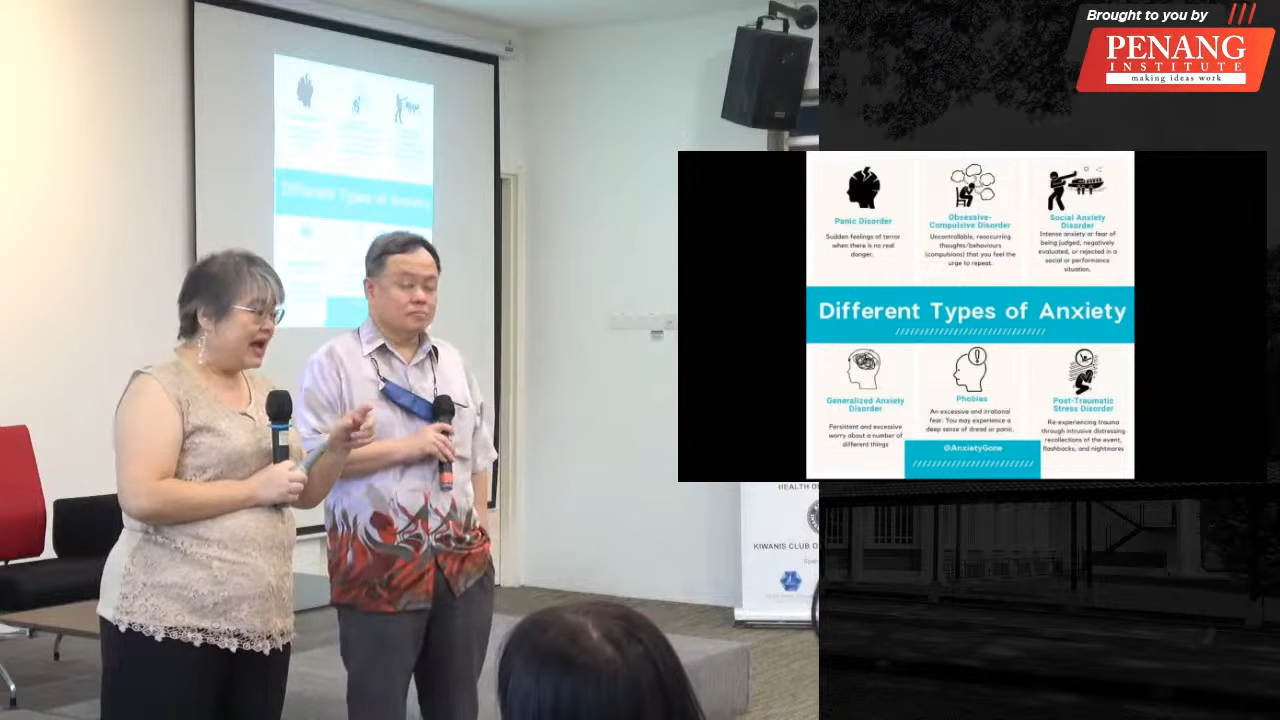 Brought to you by
PENANG
INSTITUTE
making ideas work
Panic Disorder
Sudden feelings of terror
when there is no real
danger.
Obsessive-
Compulsive Disorder
Uncontrollable, reoccurring
thoughts/behaviours
(compulsions) that you feel the
urge to repeat.
Social Anxiety
Disorder
Intense anxiety or fear of
being judged, negatively
evaluated, or rejected in a
social or performance
situation.
Different Types of Anxiety
Generalized Anxiety
Disorder
Persistent and excessive
worry about a number of
different things
Phobias
An excessive and irrational
fear. You may experience a
deep sense of dread or panic.
Post-Traumatic
Stress Disorder
Re-experiencing trauma
through intrusive distressing
recollections of the event,
flashbacks, and nightmares
@AnxietyGone
Different Types of Anxiety
HEALTH
KIWANIS CLUB O